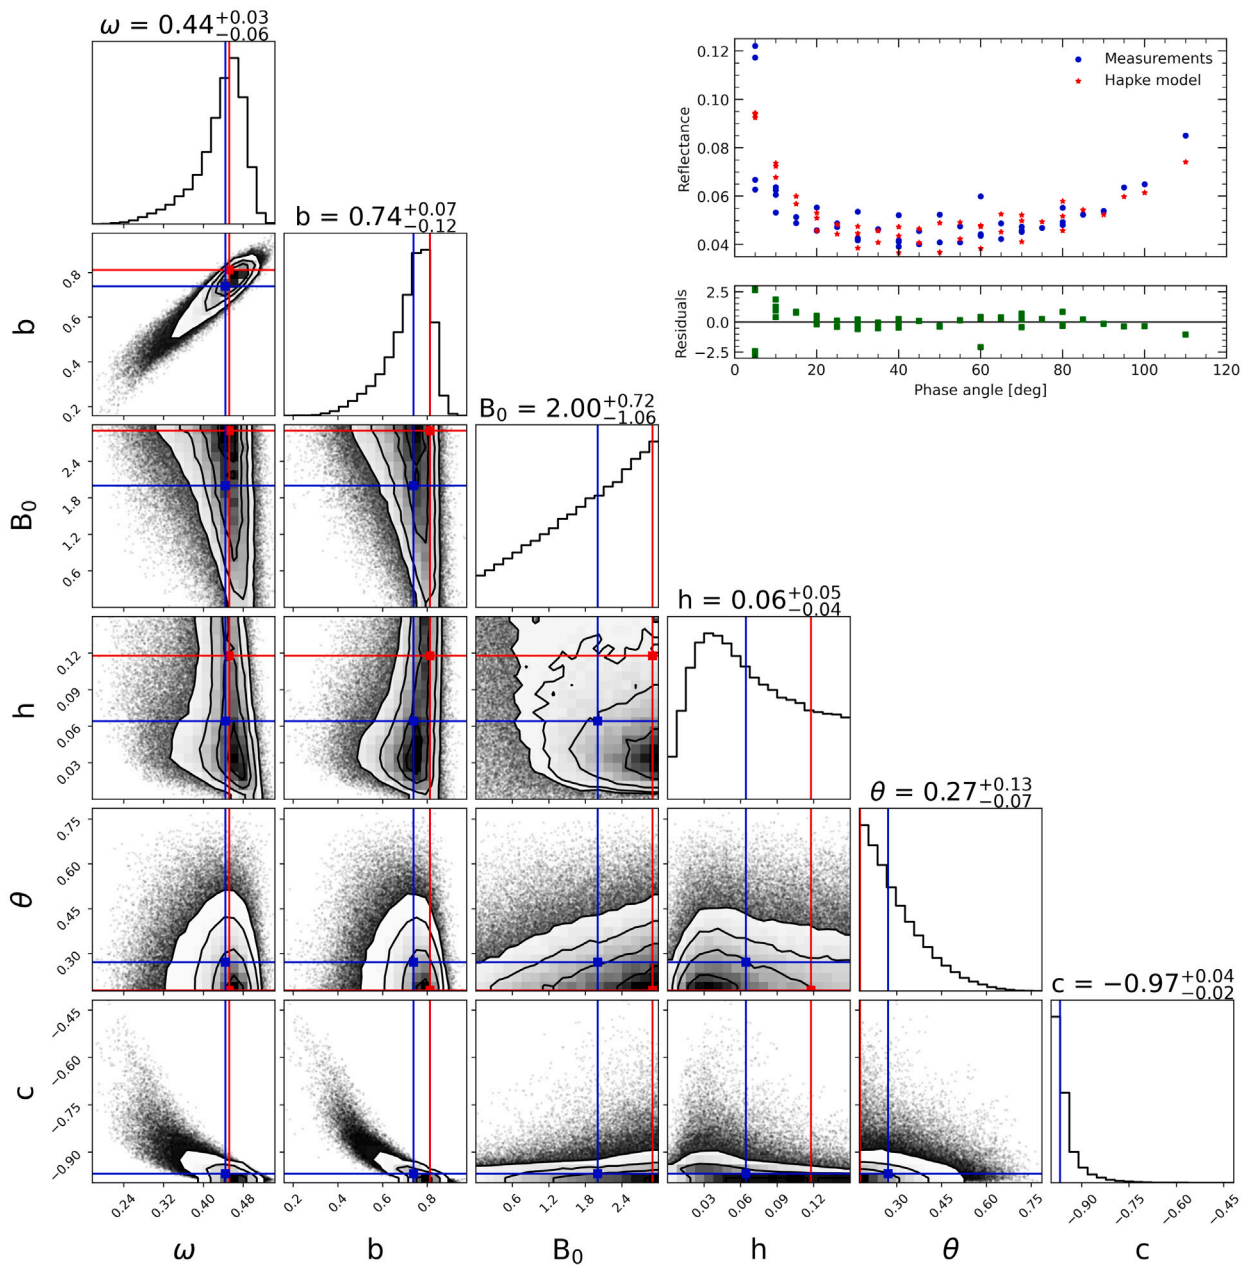 ω = 0.44+0.03−0.06
0.12
0.10
0.08
0.06
0.04
Reflectance
Measurements
Hapke model
b = 0.74+0.07−0.12
0.8
0.6
0.4
0.2
b
2.5
0.0
−2.5
Residuals
0 20 40 60 80 100 120
Phase angle [deg]
B0 = 2.00+0.72−1.06
2.4
1.8
1.2
0.6
B0
h = 0.06+0.05−0.04
0.12
0.09
0.06
0.03
h
θ = 0.27+0.13−0.07
0.75
0.60
0.45
0.30
θ
c = −0.97+0.04−0.02
−0.45
−0.60
−0.75
−0.90
c
0.24 0.32 0.40 0.48 0.2 0.4 0.6 0.8 0.6 1.2 1.8 2.4 0.03 0.06 0.09 0.12 0.30 0.45 0.60 0.75 −0.90 −0.75 −0.60 −0.45
ω b B0 h θ c